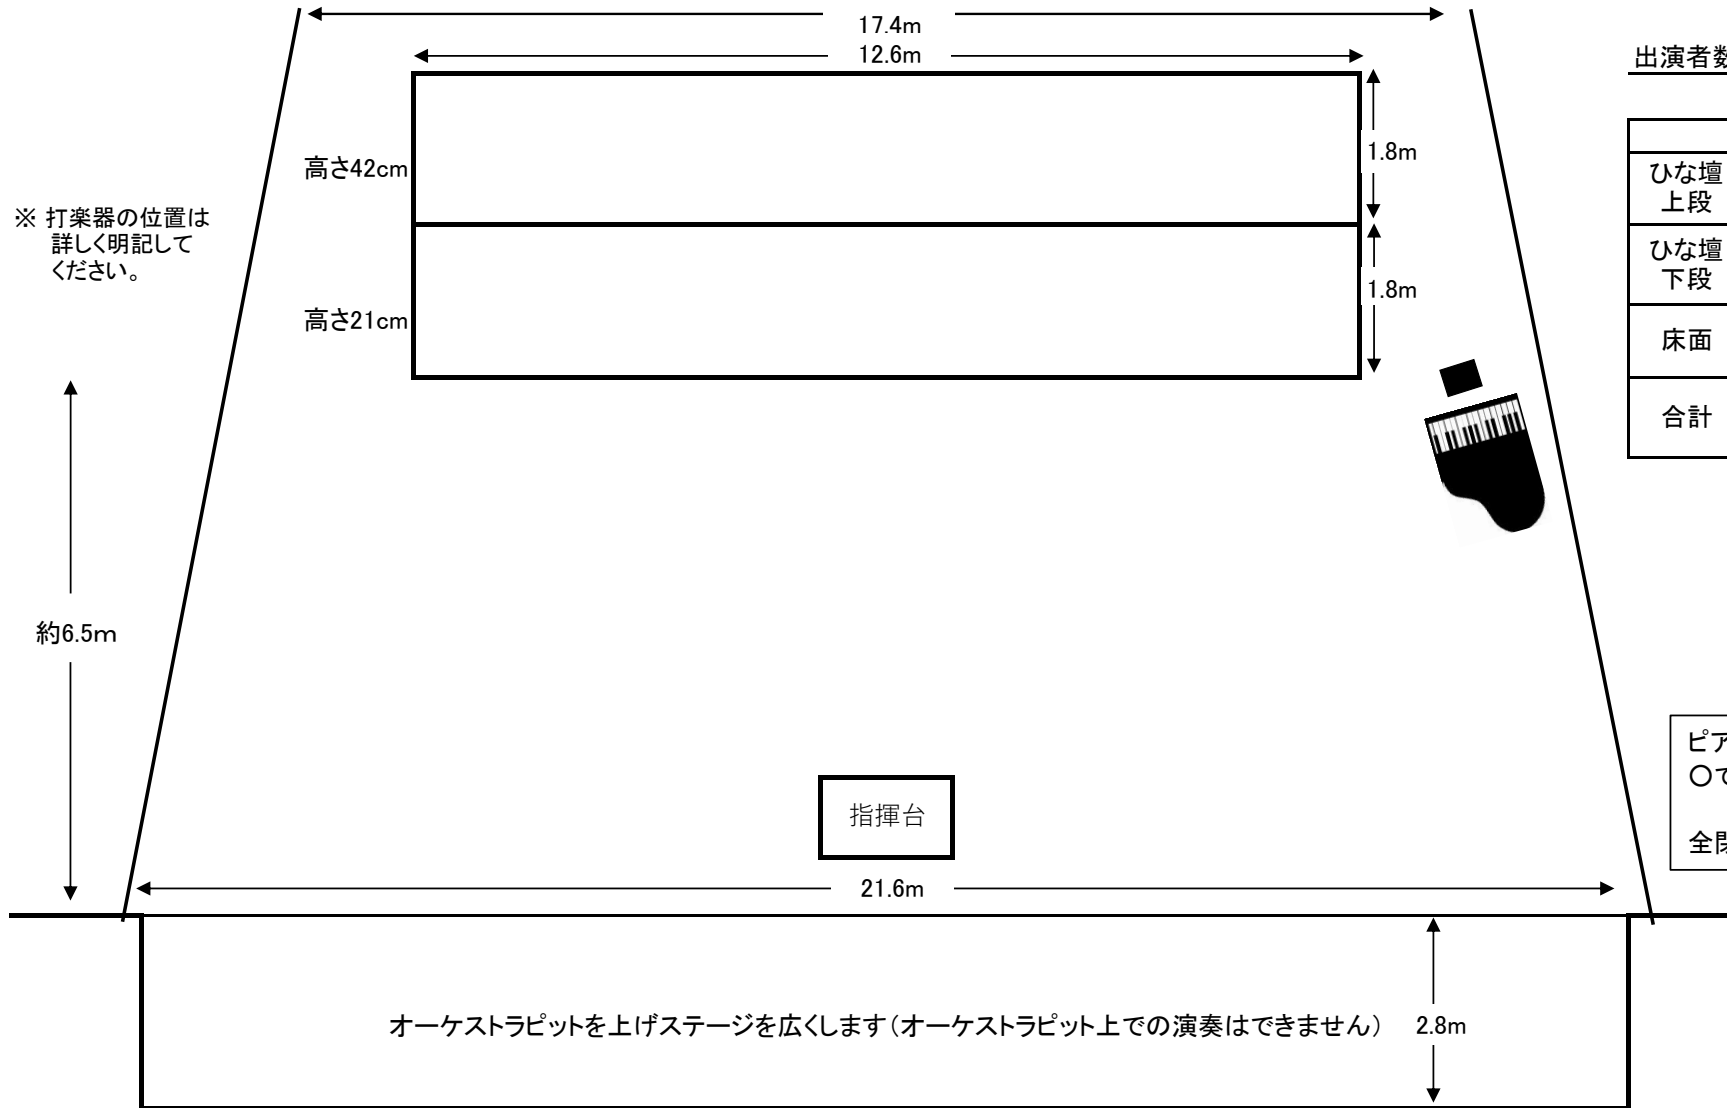 17.4m
12.6m
出演者数
高さ42cm
1.8m
ひな壇
上段
※ 打楽器の位置は
詳しく明記して
ください。
高さ21cm
1.8m
ひな壇
下段
床面
合計
約6.5m
ピア
〇で
指揮台
全閉
21.6m
オーケストラピットを上げステージを広くします(オーケストラピット上での演奏はできません)
2.8m